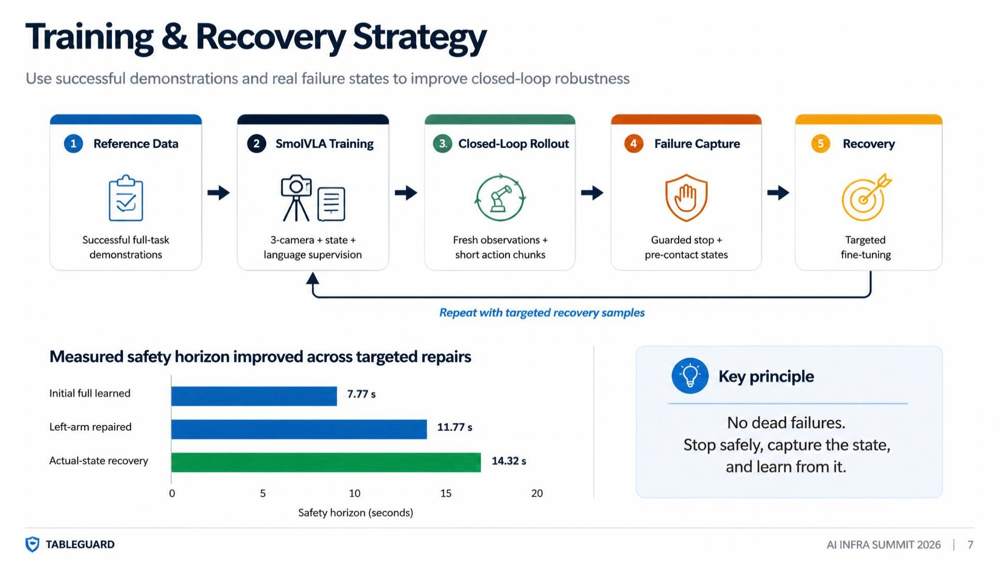 Training & Recovery Strategy
Use successful demonstrations and real failure states to improve closed-loop robustness
1 Reference Data
Successful full-task
demonstrations
2 SmolVLA Training
3-camera + state +
language supervision
3. Closed-Loop Rollout
Fresh observations +
short action chunks
4 Failure Capture
Guarded stop +
pre-contact states
5 Recovery
Targeted
fine-tuning
Repeat with targeted recovery samples
Measured safety horizon improved across targeted repairs
Initial full learned 7.77 s
Left-arm repaired 11.77 s
Actual-state recovery 14.32 s
0 5 10 15 20
Safety horizon (seconds)
Key principle
No dead failures.
Stop safely, capture the state,
and learn from it.
TABLEGUARD
AI INFRA SUMMIT 2026 | 7